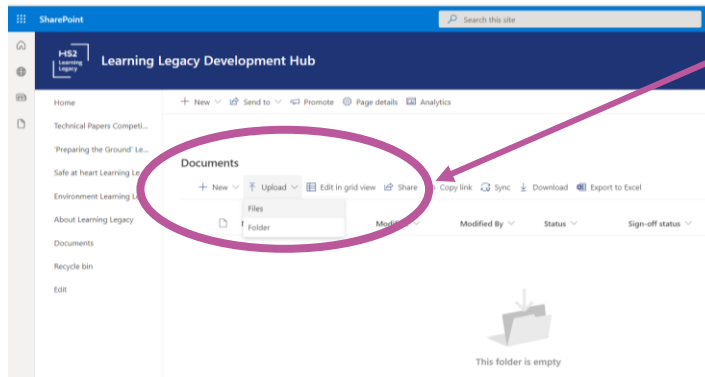 SharePoint
Search this site
HS2
Learning
Legacy
Learning Legacy Development Hub
Home
New Send to Promote Page details Analytics
Technical Papers Competi...
'Preparing the Ground' Le...
Documents
Safe at heart Learning Le
New Upload Edit in grid view Share Copy link Sync Download Export to Excel
Environment Learning Le
Files
About Learning Legacy
Folder
Modified By Status Sign-off status
Documents
Recycle bin
Edit
This folder is empty